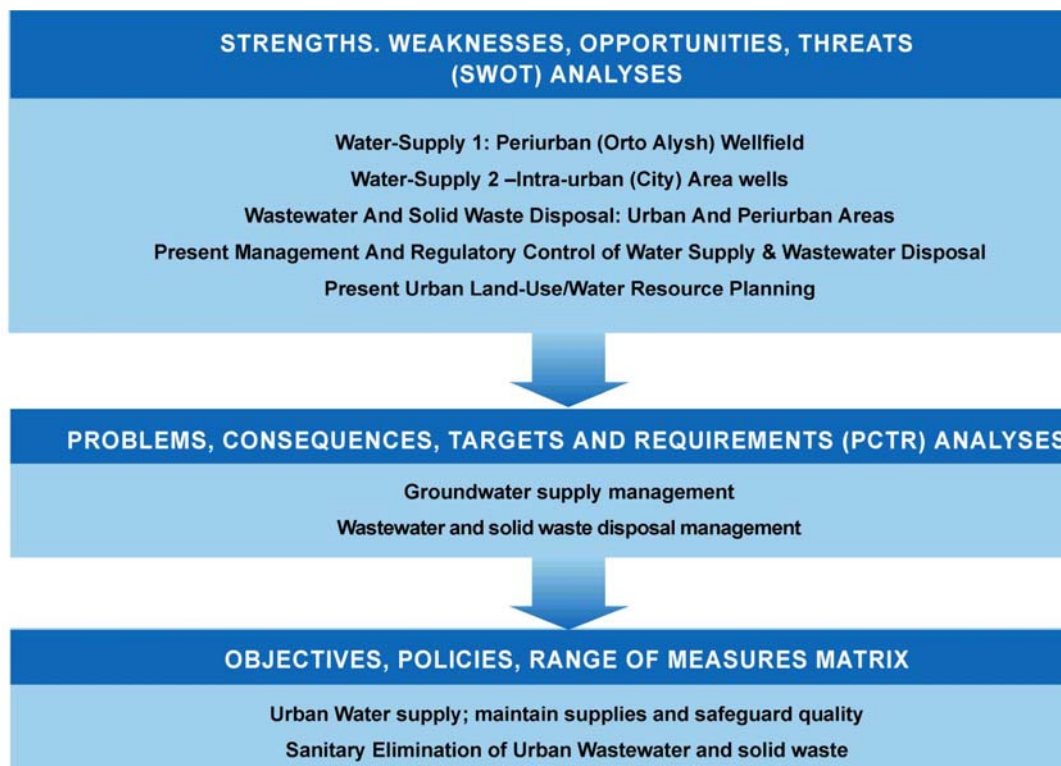 STRENGTHS. WEAKNESSES, OPPORTUNITIES, THREATS
(SWOT) ANALYSES
Water-Supply 1: Periurban (Orto Alysh) Wellfield
Water-Supply 2 –Intra-urban (City) Area wells
Wastewater And Solid Waste Disposal: Urban And Periurban Areas
Present Management And Regulatory Control of Water Supply & Wastewater Disposal
Present Urban Land-Use/Water Resource Planning
PROBLEMS, CONSEQUENCES, TARGETS AND REQUIREMENTS (PCTR) ANALYSES
Groundwater supply management
Wastewater and solid waste disposal management
OBJECTIVES, POLICIES, RANGE OF MEASURES MATRIX
Urban Water supply; maintain supplies and safeguard quality
Sanitary Elimination of Urban Wastewater and solid waste